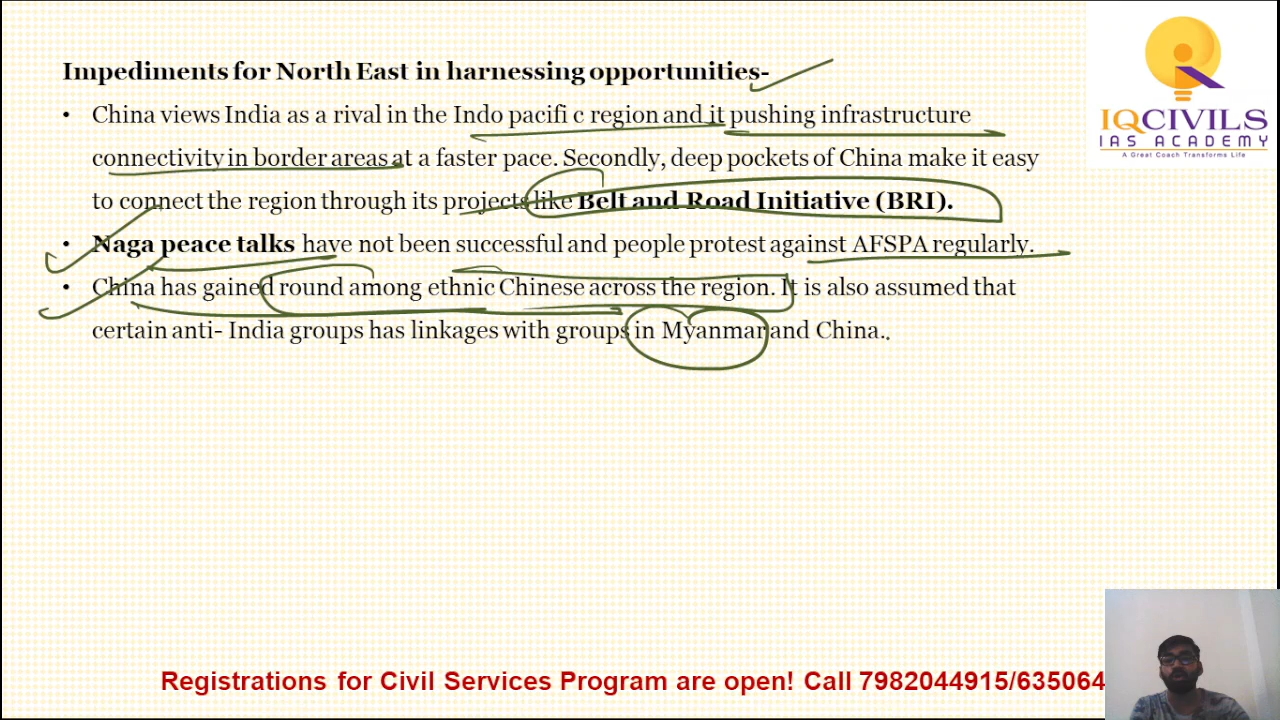 Impediments for North East in harnessing opportunities-
• China views India as a rival in the Indo pacifi c region and it pushing infrastructure
connectivity in border areas at a faster pace. Secondly, deep pockets of China make it easy
to connect the region through its projects like Belt and Road Initiative (BRI).
• Naga peace talks have not been successful and people protest against AFSPA regularly.
• China has gained round among ethnic Chinese across the region. It is also assumed that
certain anti- India groups has linkages with groups in Myanmar and China..
IQCIVILS
IAS ACADEMY
A Great Coach Transforms Life
Registrations for Civil Services Program are open! Call 7982044915/635064